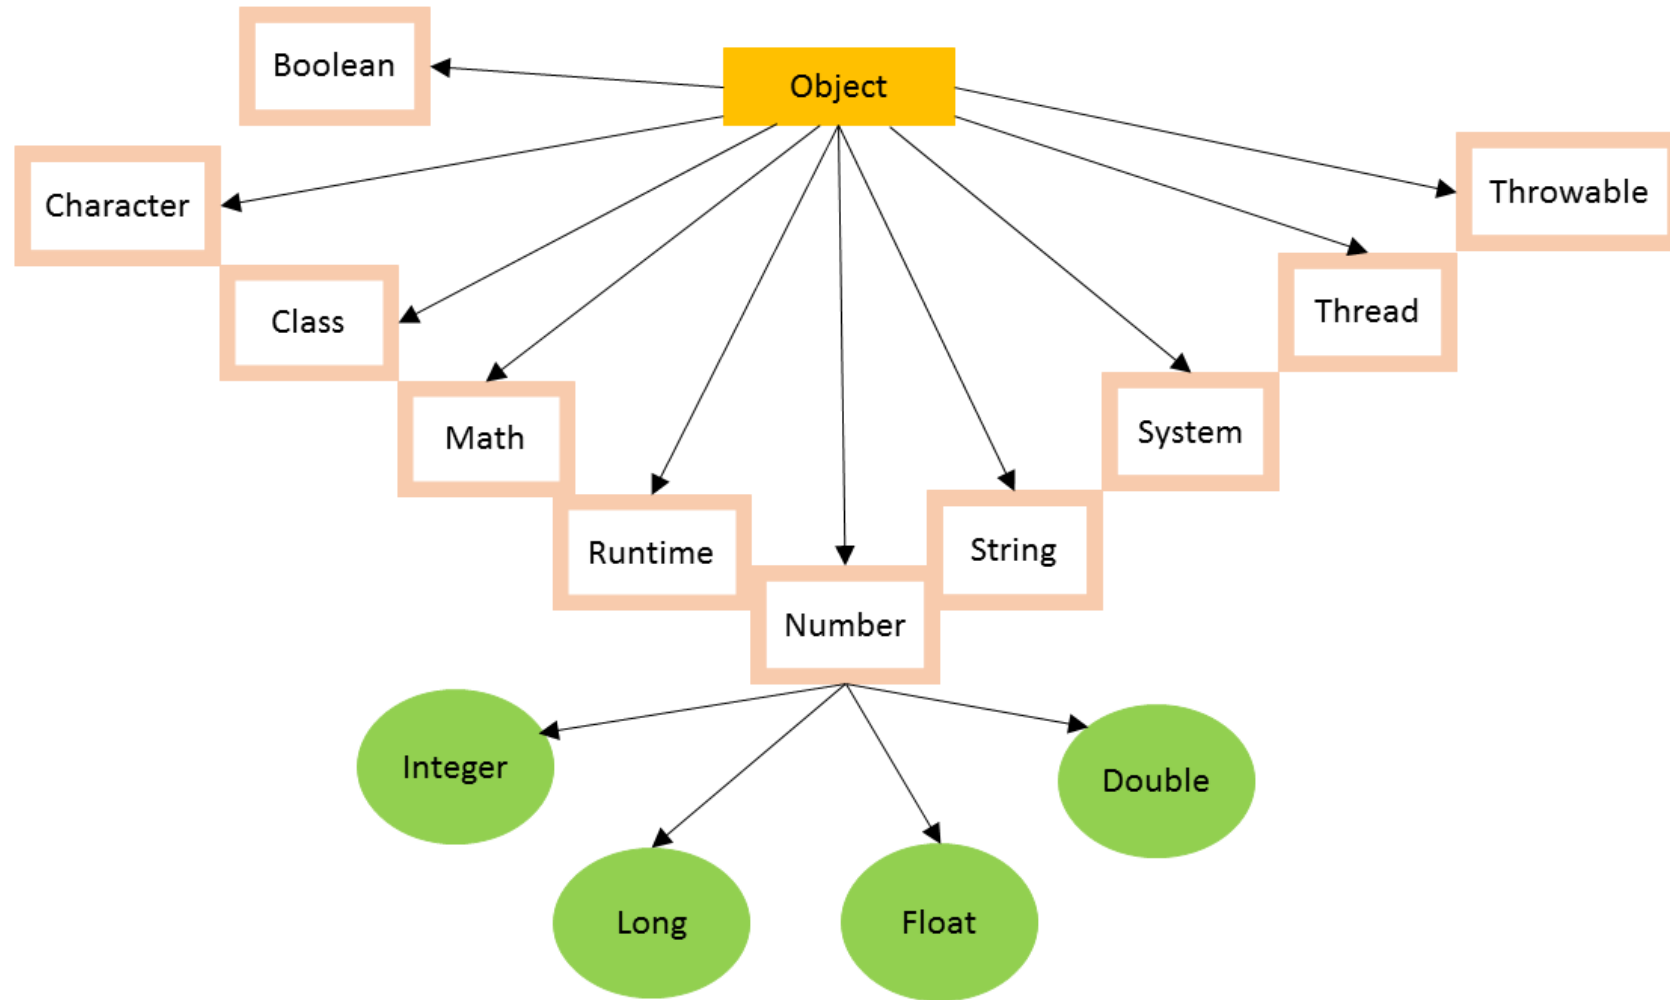 Boolean
Object
Character
Throwable
Class
Thread
Math
System
Runtime
String
Number
Integer
Double
Long
Float